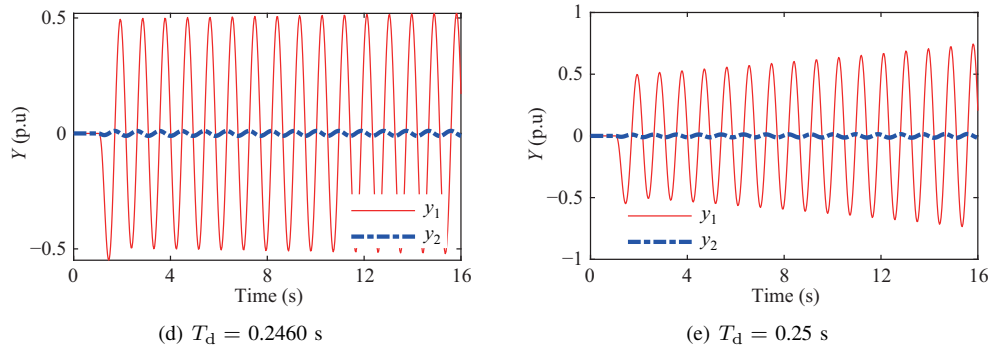 0.5
0
−0.5
Y (p.u)
y1
y2
0 4 8 12 16
Time (s)
(d) Td = 0.2460 s
1
0.5
0
−0.5
−1
Y (p.u)
y1
y2
0 4 8 12 16
Time (s)
(e) Td = 0.25 s